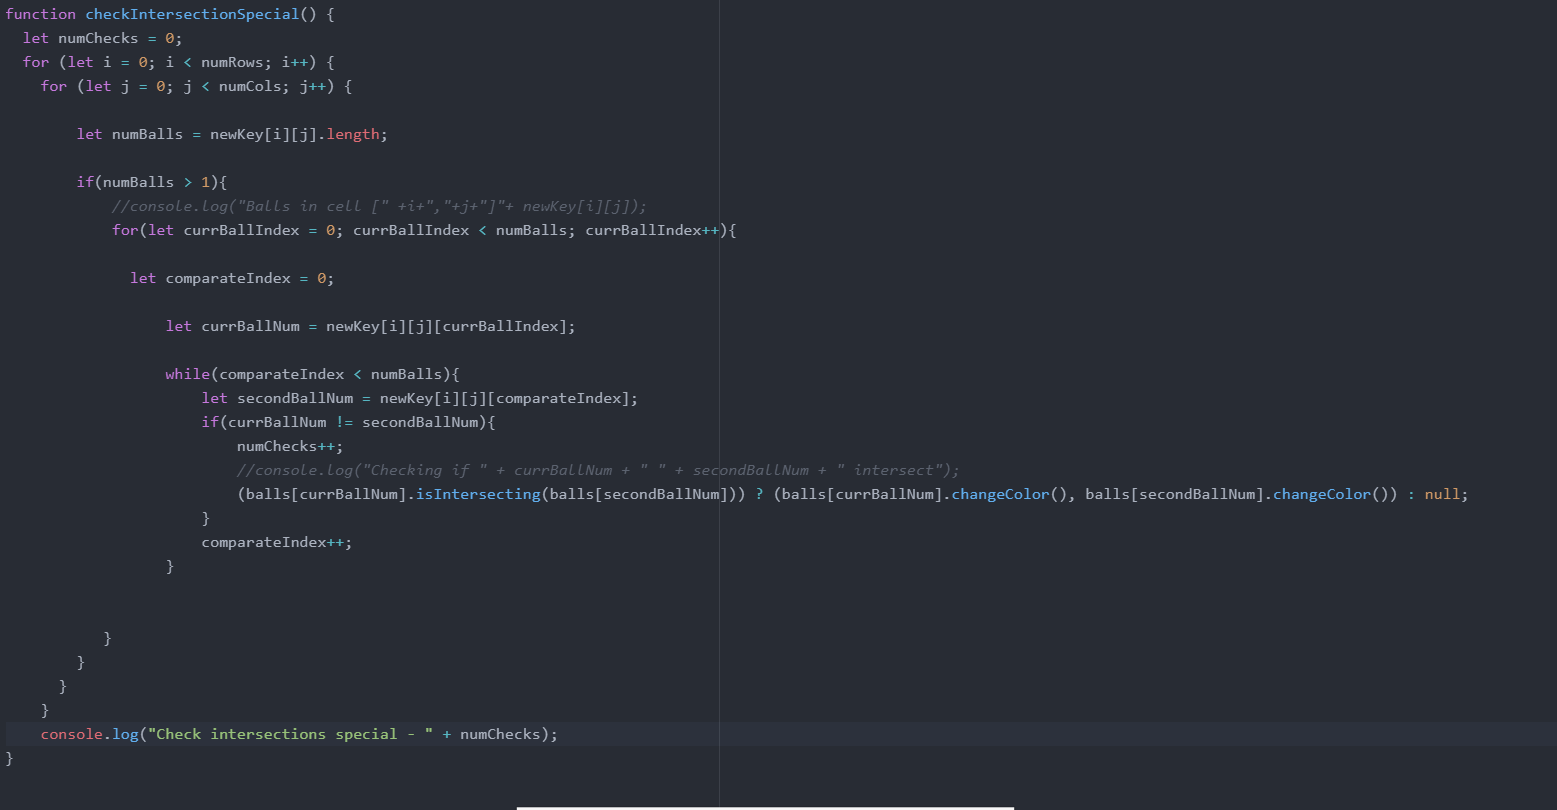 function checkIntersectionSpecial() {
let numChecks = 0;
for (let i = 0; i < numRows; i++) {
for (let j = 0; j < numCols; j++) {
let numBalls = newKey[i][j].length;
if(numBalls > 1){
//console.log("Balls in cell [" +i+","+j+"]"+ newKey[i][j]);
for(let currBallIndex = 0; currBallIndex < numBalls; currBallIndex++){
let comparateIndex = 0;
let currBallNum = newKey[i][j][currBallIndex];
while(comparateIndex < numBalls){
let secondBallNum = newKey[i][j][comparateIndex];
if(currBallNum != secondBallNum){
numChecks++;
//console.log("Checking if " + currBallNum + " " + secondBallNum + " intersect");
(balls[currBallNum].isIntersecting(balls[secondBallNum])) ? (balls[currBallNum].changeColor(), balls[secondBallNum].changeColor()) : null;
}
comparateIndex++;
}
}
}
}
}
console.log("Check intersections special - " + numChecks);
}